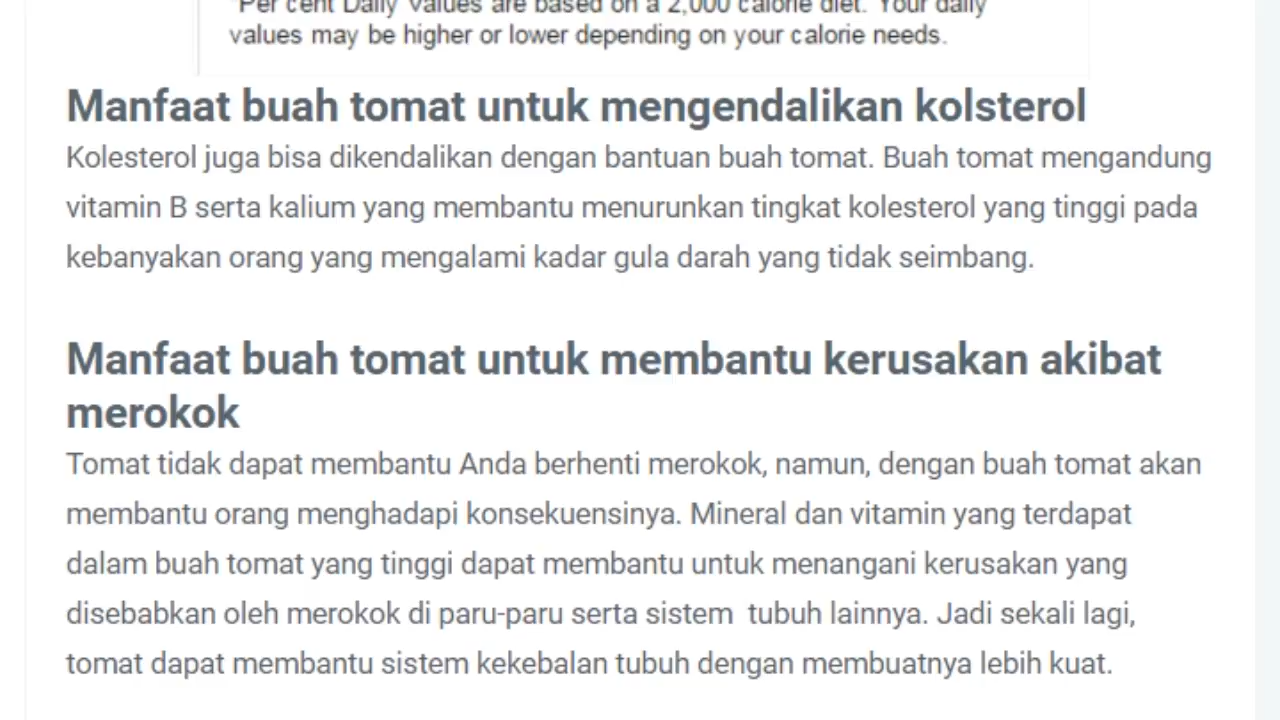 *Per cent Daily Values are based on a 2,000 calorie diet. Your daily
values may be higher or lower depending on your calorie needs.
Manfaat buah tomat untuk mengendalikan kolsterol
Kolesterol juga bisa dikendalikan dengan bantuan buah tomat. Buah tomat mengandung
vitamin B serta kalium yang membantu menurunkan tingkat kolesterol yang tinggi pada
kebanyakan orang yang mengalami kadar gula darah yang tidak seimbang.
Manfaat buah tomat untuk membantu kerusakan akibat
merokok
Tomat tidak dapat membantu Anda berhenti merokok, namun, dengan buah tomat akan
membantu orang menghadapi konsekuensinya. Mineral dan vitamin yang terdapat
dalam buah tomat yang tinggi dapat membantu untuk menangani kerusakan yang
disebabkan oleh merokok di paru-paru serta sistem  tubuh lainnya. Jadi sekali lagi,
tomat dapat membantu sistem kekebalan tubuh dengan membuatnya lebih kuat.